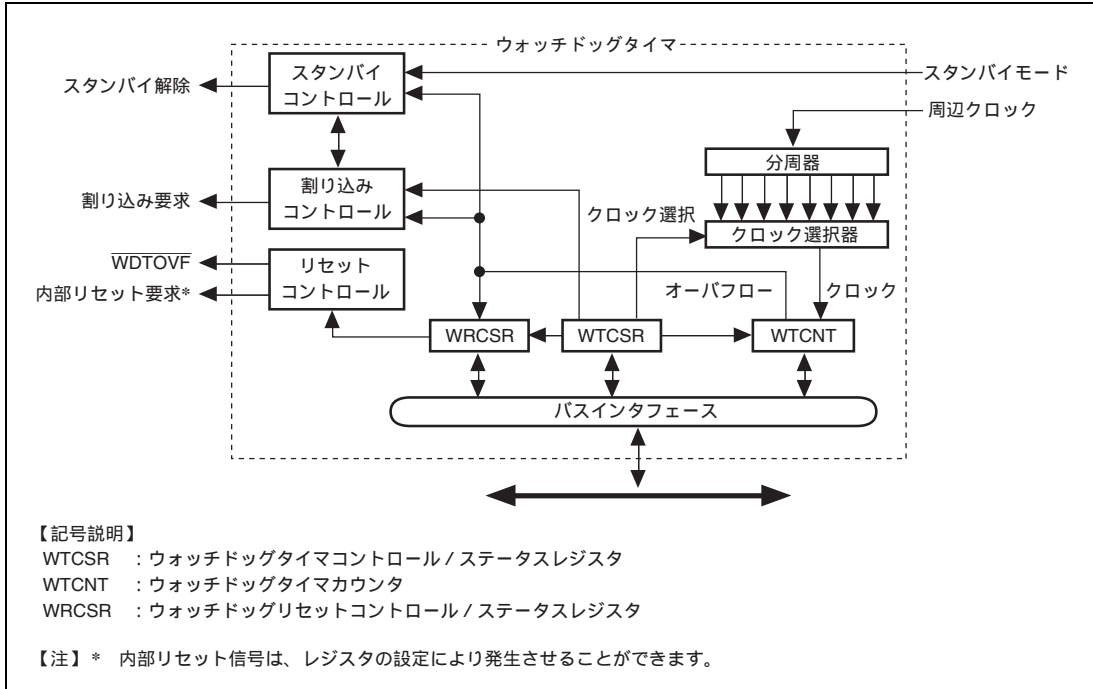 ウォッチドッグタイマ
スタンバイ解除
スタンバイ
コントロール
スタンバイモード
周辺クロック
分周器
割り込み要求
割り込み
コントロール
クロック選択
クロック選択器
WDTOVF
内部リセット要求*
リセット
コントロール
オーバフロー
クロック
WRCSR
WTCSR
WTCNT
バスインタフェース
【記号説明】
WTCSR :ウォッチドッグタイマコントロール / ステータスレジスタ
WTCNT :ウォッチドッグタイマカウンタ
WRCSR :ウォッチドッグリセットコントロール / ステータスレジスタ
【注】* 内部リセット信号は、レジスタの設定により発生させることができます。